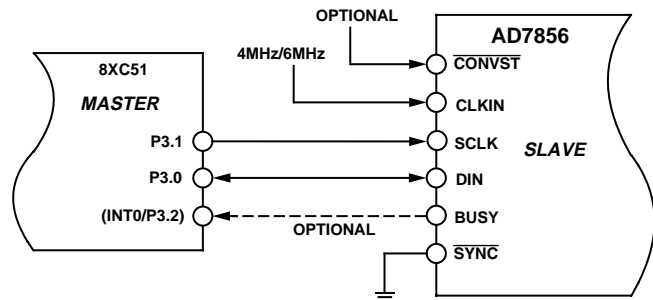 OPTIONAL
4MHz/6MHz
8XC51
MASTER
P3.1
P3.0
(INT0/P3.2)
OPTIONAL
AD7856
CONVST
CLKIN
SCLK
SLAVE
DIN
BUSY
SYNC